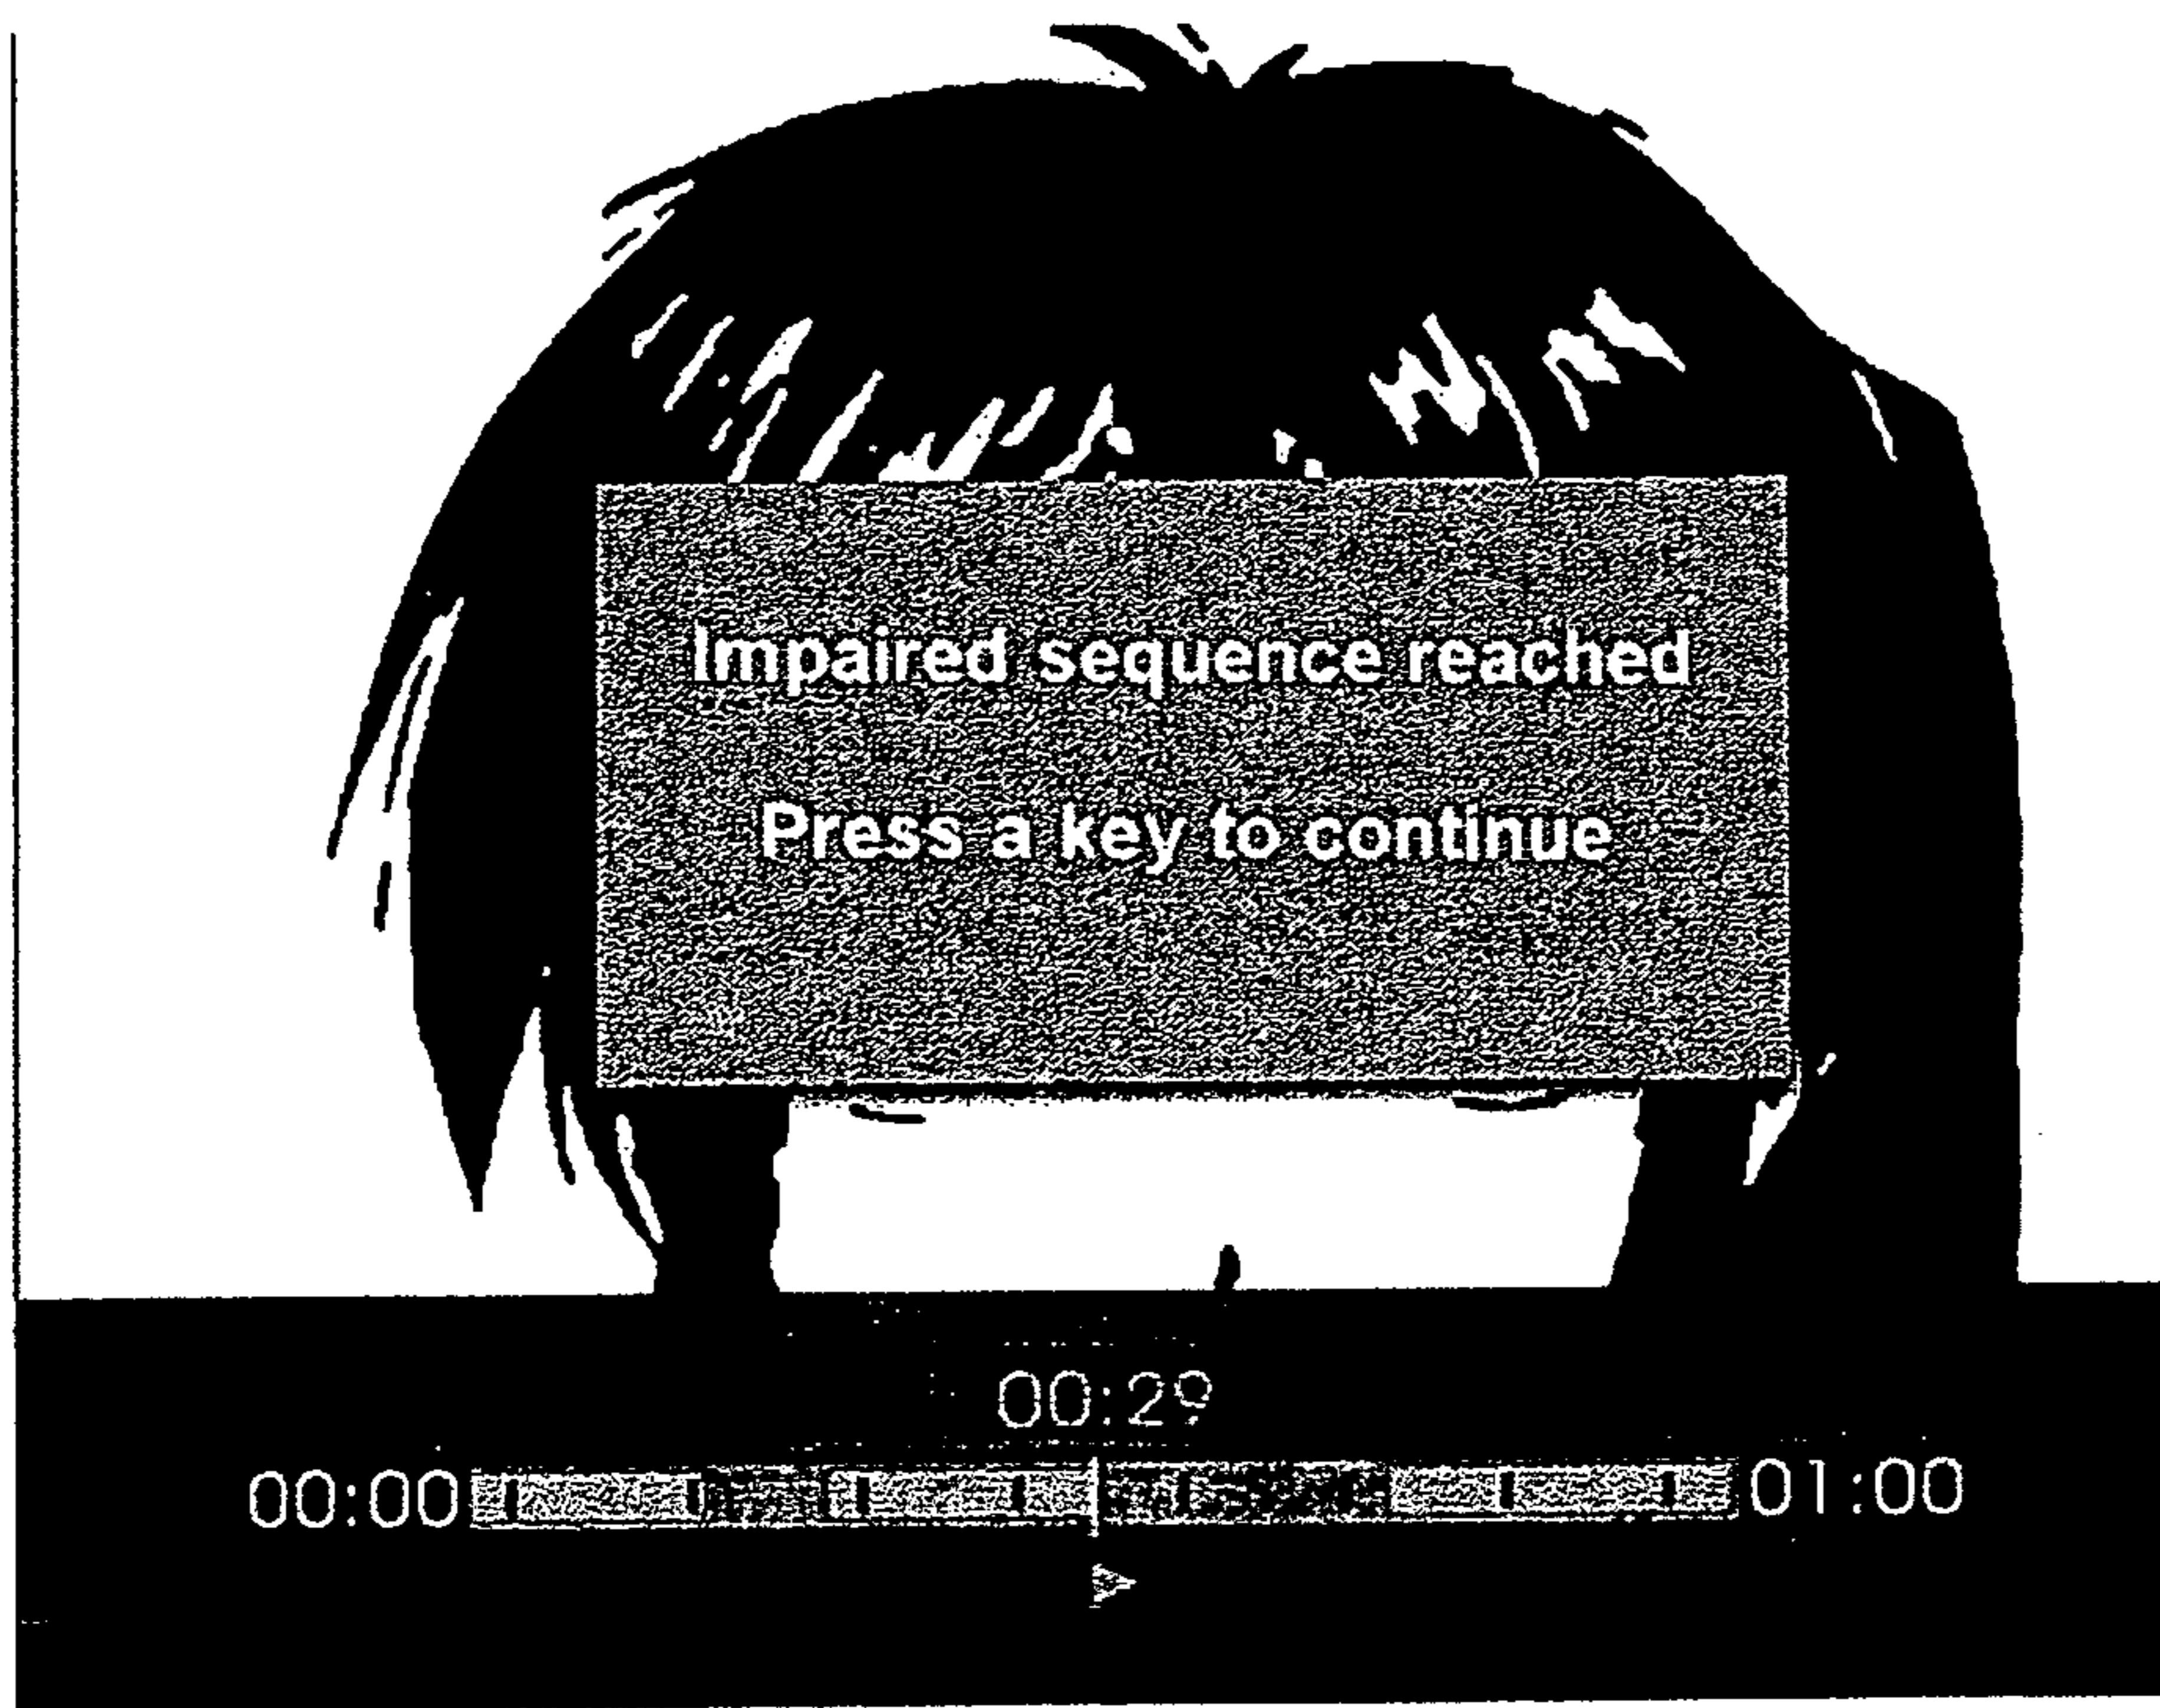 Impaired sequence reached
Press a key to continue
00:29
00:00 01:00